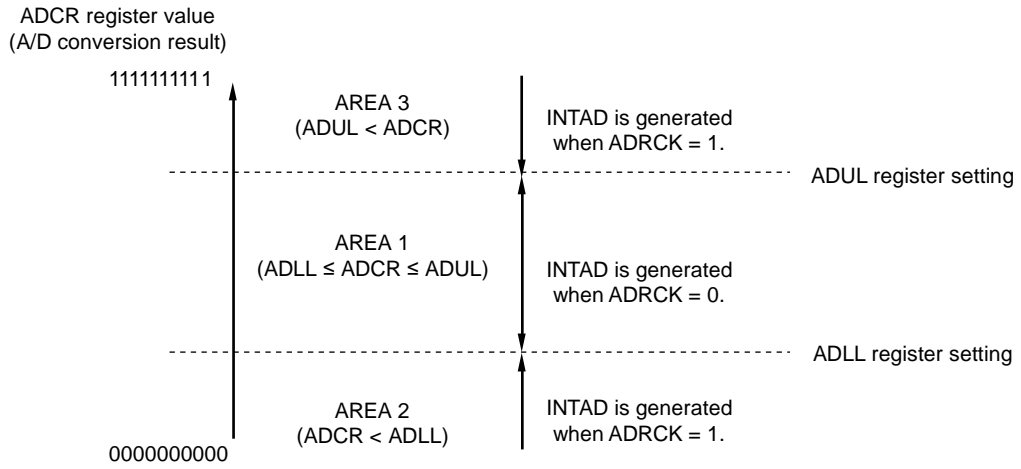 ADCR register value
(A/D conversion result)
1111111111
AREA 3
(ADUL < ADCR)
INTAD is generated
when ADRCK = 1.
ADUL register setting
AREA 1
(ADLL ≤ ADCR ≤ ADUL)
INTAD is generated
when ADRCK = 0.
ADLL register setting
AREA 2
(ADCR < ADLL)
INTAD is generated
when ADRCK = 1.
0000000000